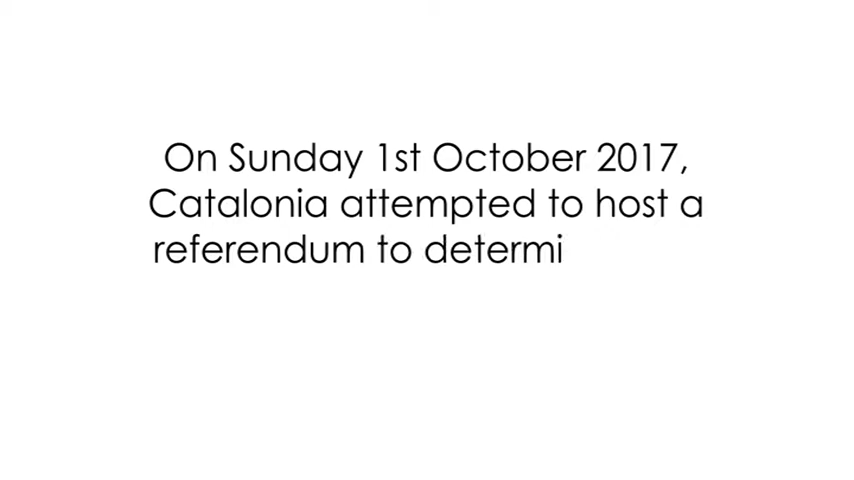 On Sunday 1st October 2017,
Catalonia attempted to host a
referendum to determi